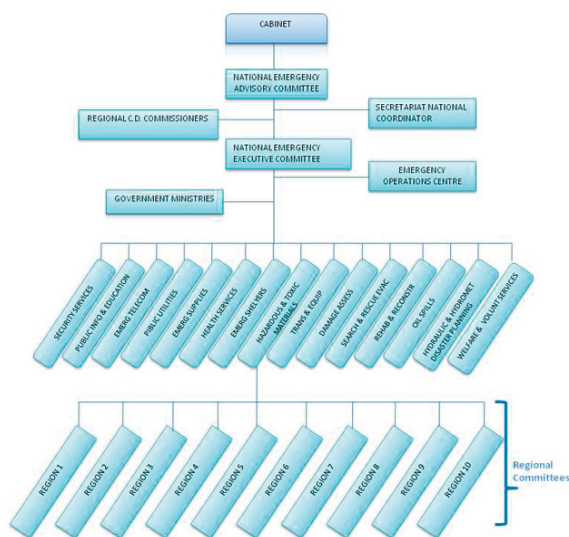 CABINET
NATIONAL EMERGENCY
ADVISORY COMMITTEE
REGIONAL C.D. COMMISSIONERS
SECRETARIAT NATIONAL
COORDINATOR
NATIONAL EMERGENCY
EXECUTIVE COMMITTEE
EMERGENCY
OPERATIONS CENTRE
GOVERNMENT MINISTRIES
SECURITY SERVICES
PUBLIC INFO & EDUCATION
EMERG TELECOM
PIBLIC UTILITIES
EMERG SUPPLIES
HEALTH SERVICES
EMERG SHELVERS
HAZARDOUS & TOXIC
MATERIALS
TRANS & EQUIP
DAMAGE ASSESS
SEARCH & RESCUE EVAC
REHAB & RECONSTR
OIL SPILLS
HYDRAULIC & HYDROMET
DISASTER PLANNING
WELFARE & VOLUNT SERVICES
REGION 1
REGION 2
REGION 3
REGION 4
REGION 5
REGION 6
REGION 7
REGION 8
REGION 9
REGION 10
Regional
Committees